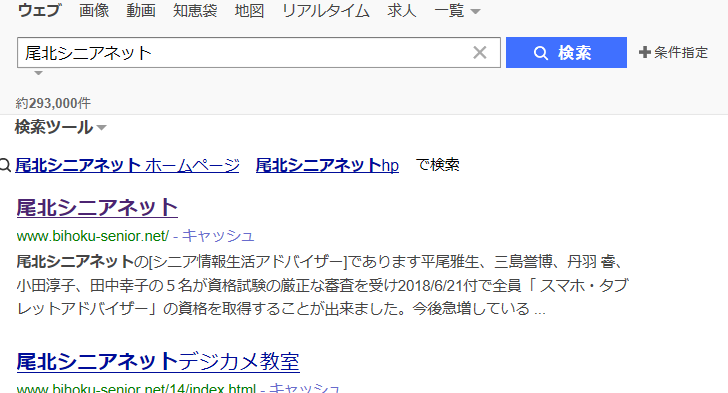 ウェブ 画像 動画 知恵袋 地図 リアルタイム 求人 一覧
尾北シニアネット
検索
条件指定
約293,000件
検索ツール
尾北シニアネット ホームページ 尾北シニアネットhp で検索
尾北シニアネット
www.bihoku-senior.net/ - キャッシュ
尾北シニアネットの[シニア情報生活アドバイザー]であります平尾雅生、三島誉博、丹羽 睿、
小田淳子、田中幸子の５名が資格試験の厳正な審査を受け2018/6/21付で全員「 スマホ・タブ
レットアドバイザー」の資格を取得することが出来ました。今後急増している ...
尾北シニアネットデジカメ教室
www.bihoku-senior.net/14/index.html - キャッシュ